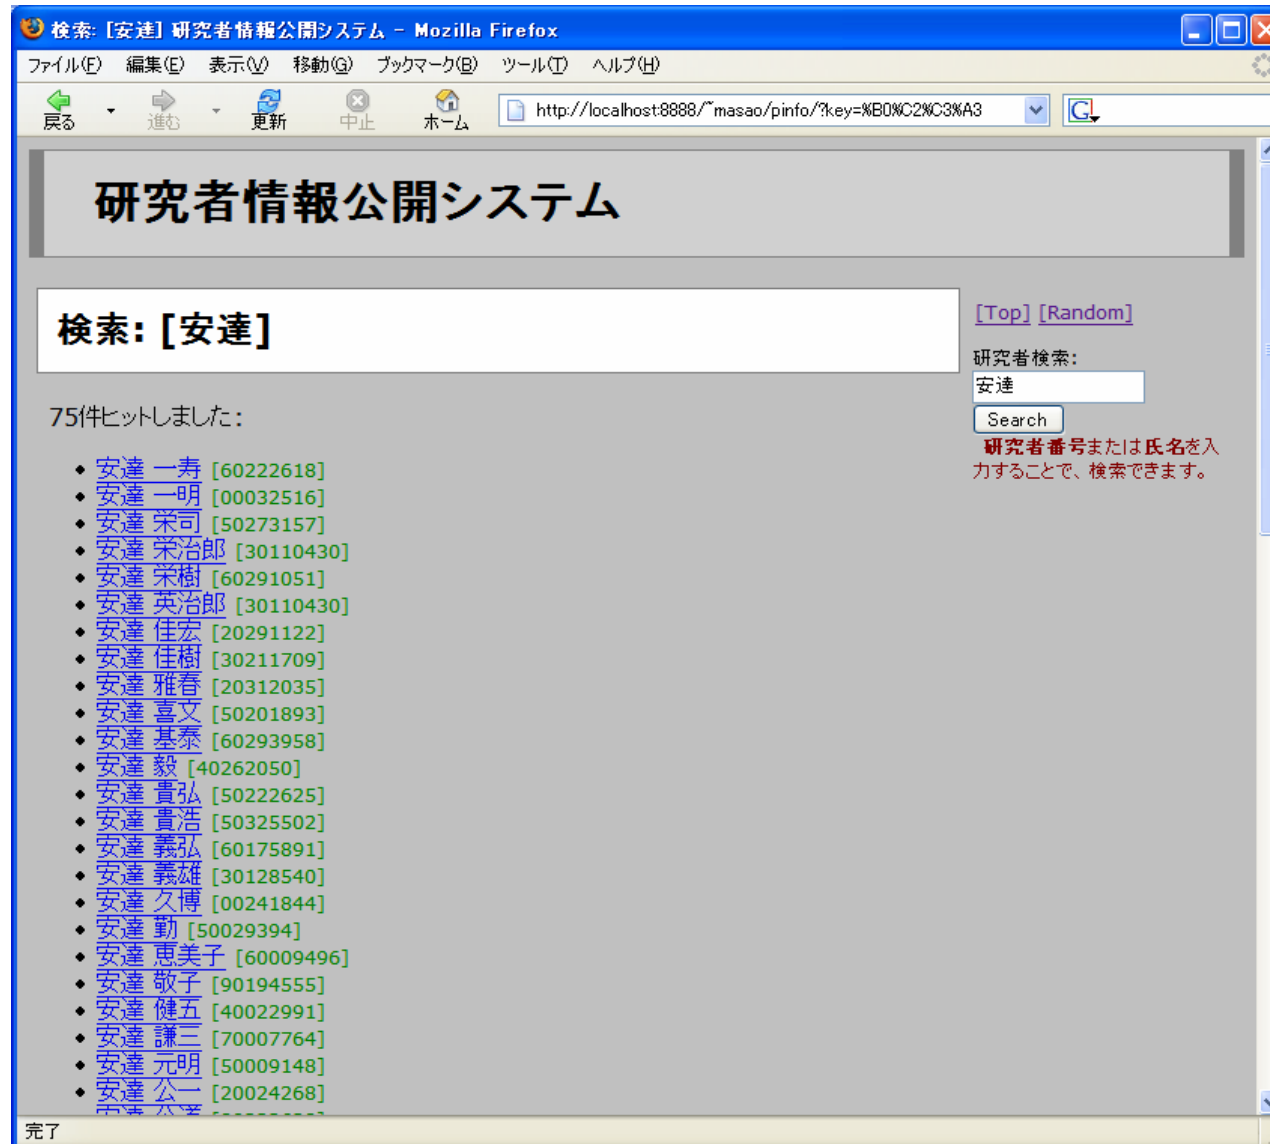 検索: [安達] 研究者情報公開システム - Mozilla Firefox
ファイル(F) 編集(E) 表示(V) 移動(G) ブックマーク(B) ツール(T) ヘルプ(H)
戻る 進む 更新 中止 ホーム http://localhost:8888/~masao/pinfo/?key=%B0%C2%C3%A3 G
研究者情報公開システム
検索: [安達]
75件ヒットしました:
安達 一寿 [60222618]
安達 一明 [00032516]
安達 栄司 [50273157]
安達 栄治郎 [30110430]
安達 栄樹 [60291051]
安達 英治郎 [30110430]
安達 佳宏 [20291122]
安達 佳樹 [30211709]
安達 雅春 [20312035]
安達 喜文 [50201893]
安達 基泰 [60293958]
安達 毅 [40262050]
安達 貴弘 [50222625]
安達 貴浩 [50325502]
安達 義弘 [60175891]
安達 義雄 [30128540]
安達 久博 [00241844]
安達 勤 [50029394]
安達 恵美子 [60009496]
安達 敬子 [90194555]
安達 健五 [40022991]
安達 謙三 [70007764]
安達 元明 [50009148]
安達 公一 [20024268]
[Top] [Random]
研究者検索:
安達
Search
研究者番号または氏名を入
力することで、検索できます。
完了